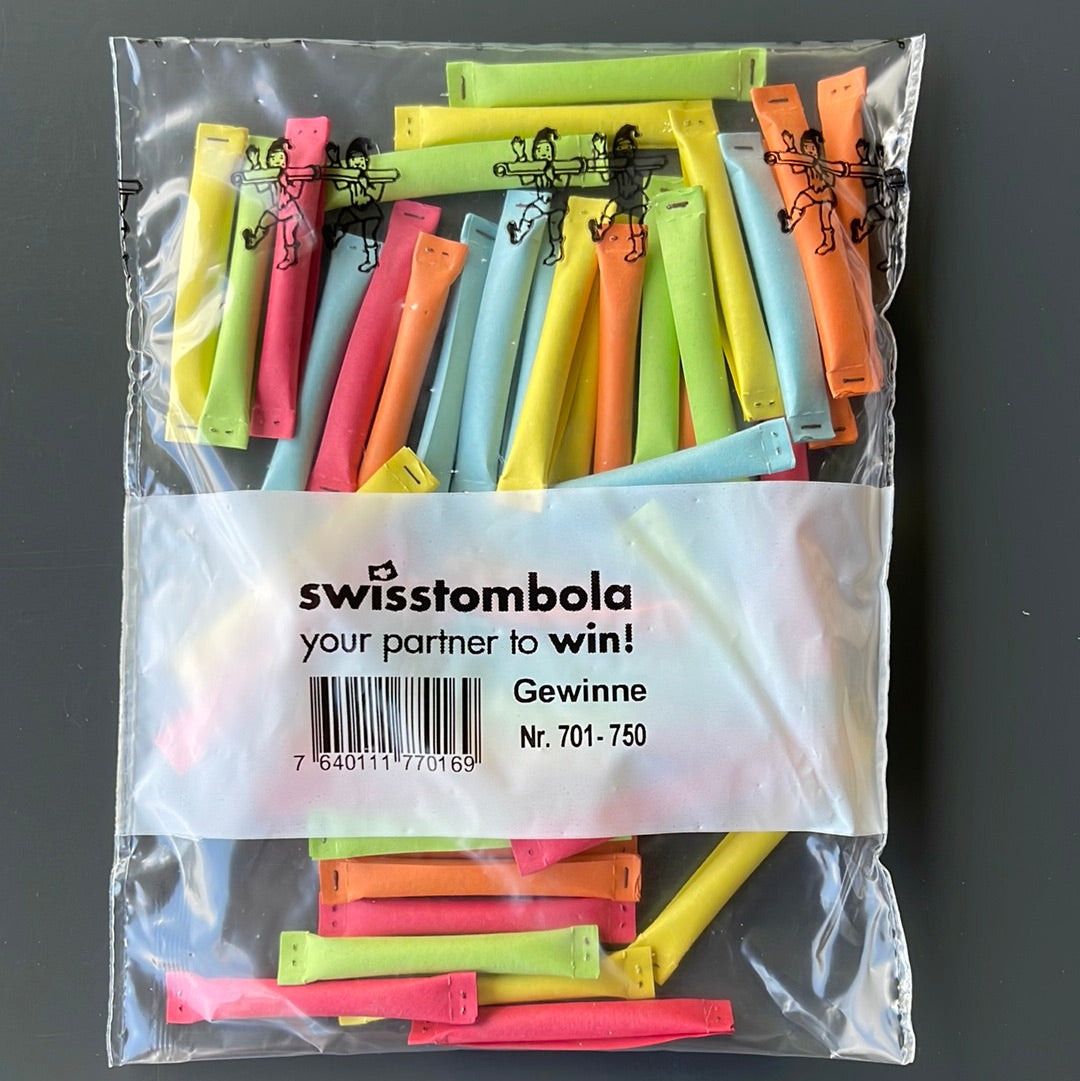 swisstombola
your partner to win!
Gewinne
Nr. 701-750
7 640111 770169